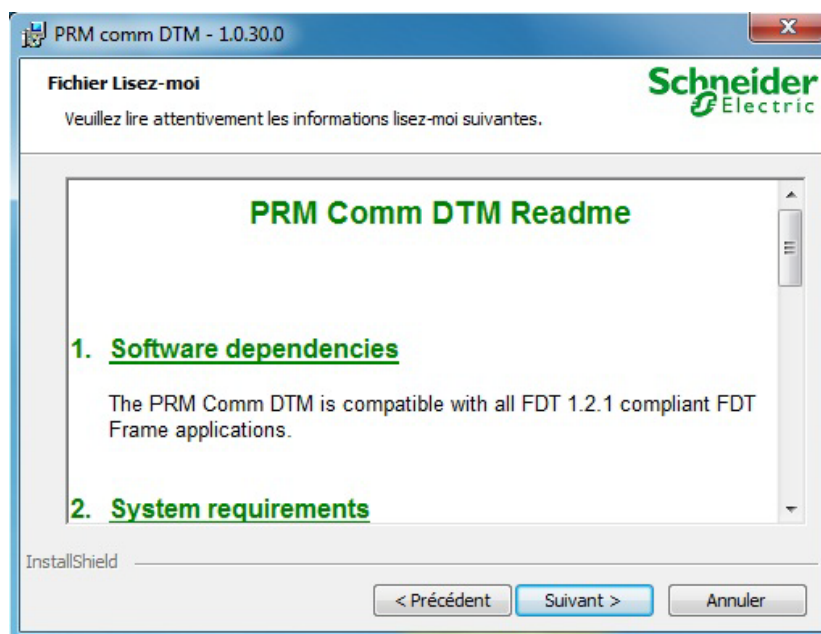 PRM comm DTM - 1.0.30.0
Fichier Lisez-moi
Veuillez lire attentivement les informations lisez-moi suivantes.
Schneider
Electric
PRM Comm DTM Readme
1. Software dependencies
The PRM Comm DTM is compatible with all FDT 1.2.1 compliant FDT
Frame applications.
2. System requirements
InstallShield
< Précédent
Suivant >
Annuler